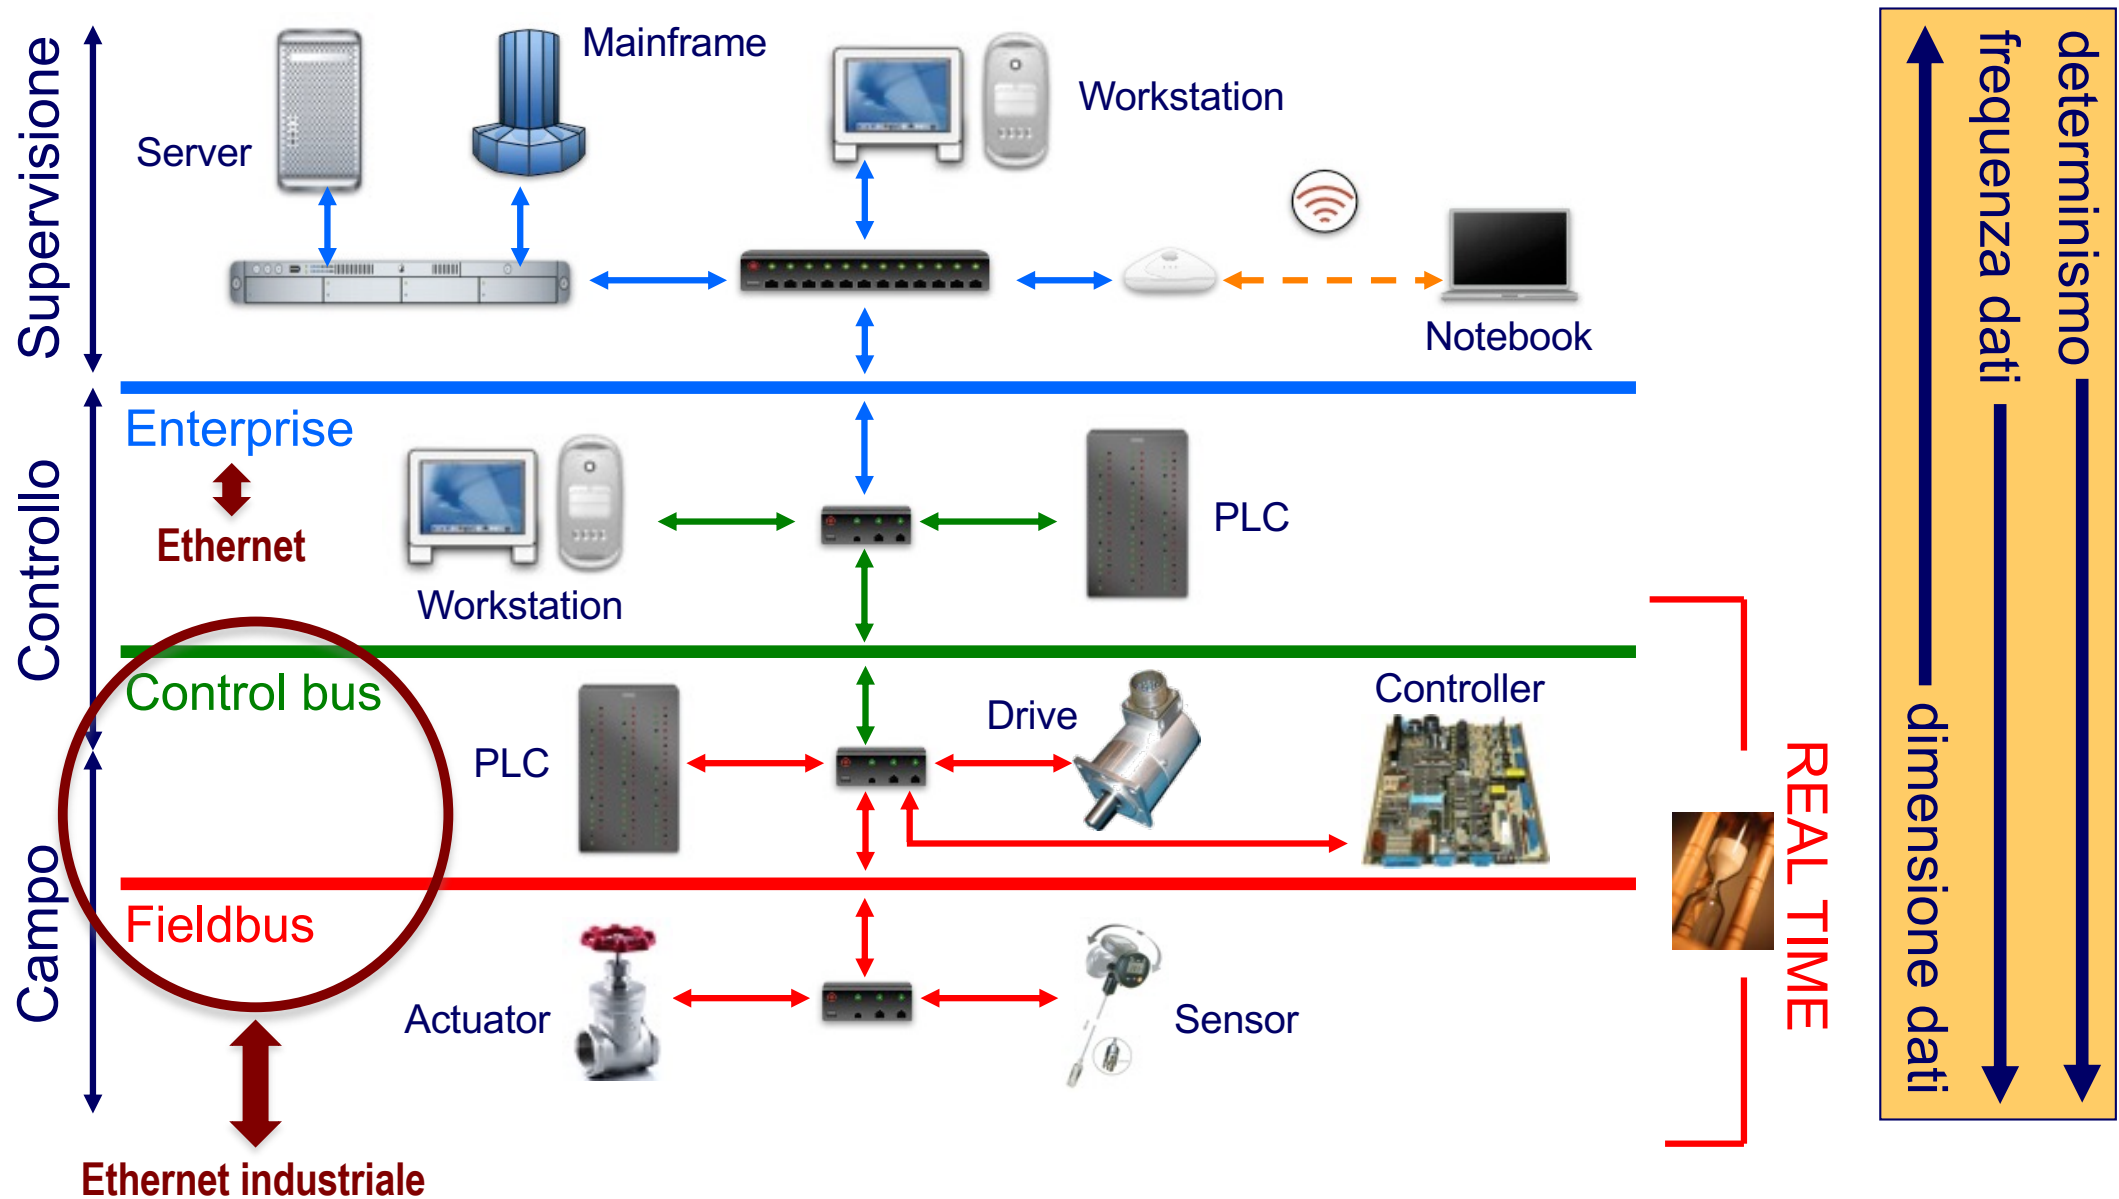 Supervisione
Server
Mainframe
Workstation
Notebook
Controllo
Enterprise
Ethernet
Workstation
PLC
Control bus
PLC
Drive
Controller
Campo
Fieldbus
Actuator
Sensor
Ethernet industriale
REAL TIME
dimensione dati
frequenza dati
determinismo